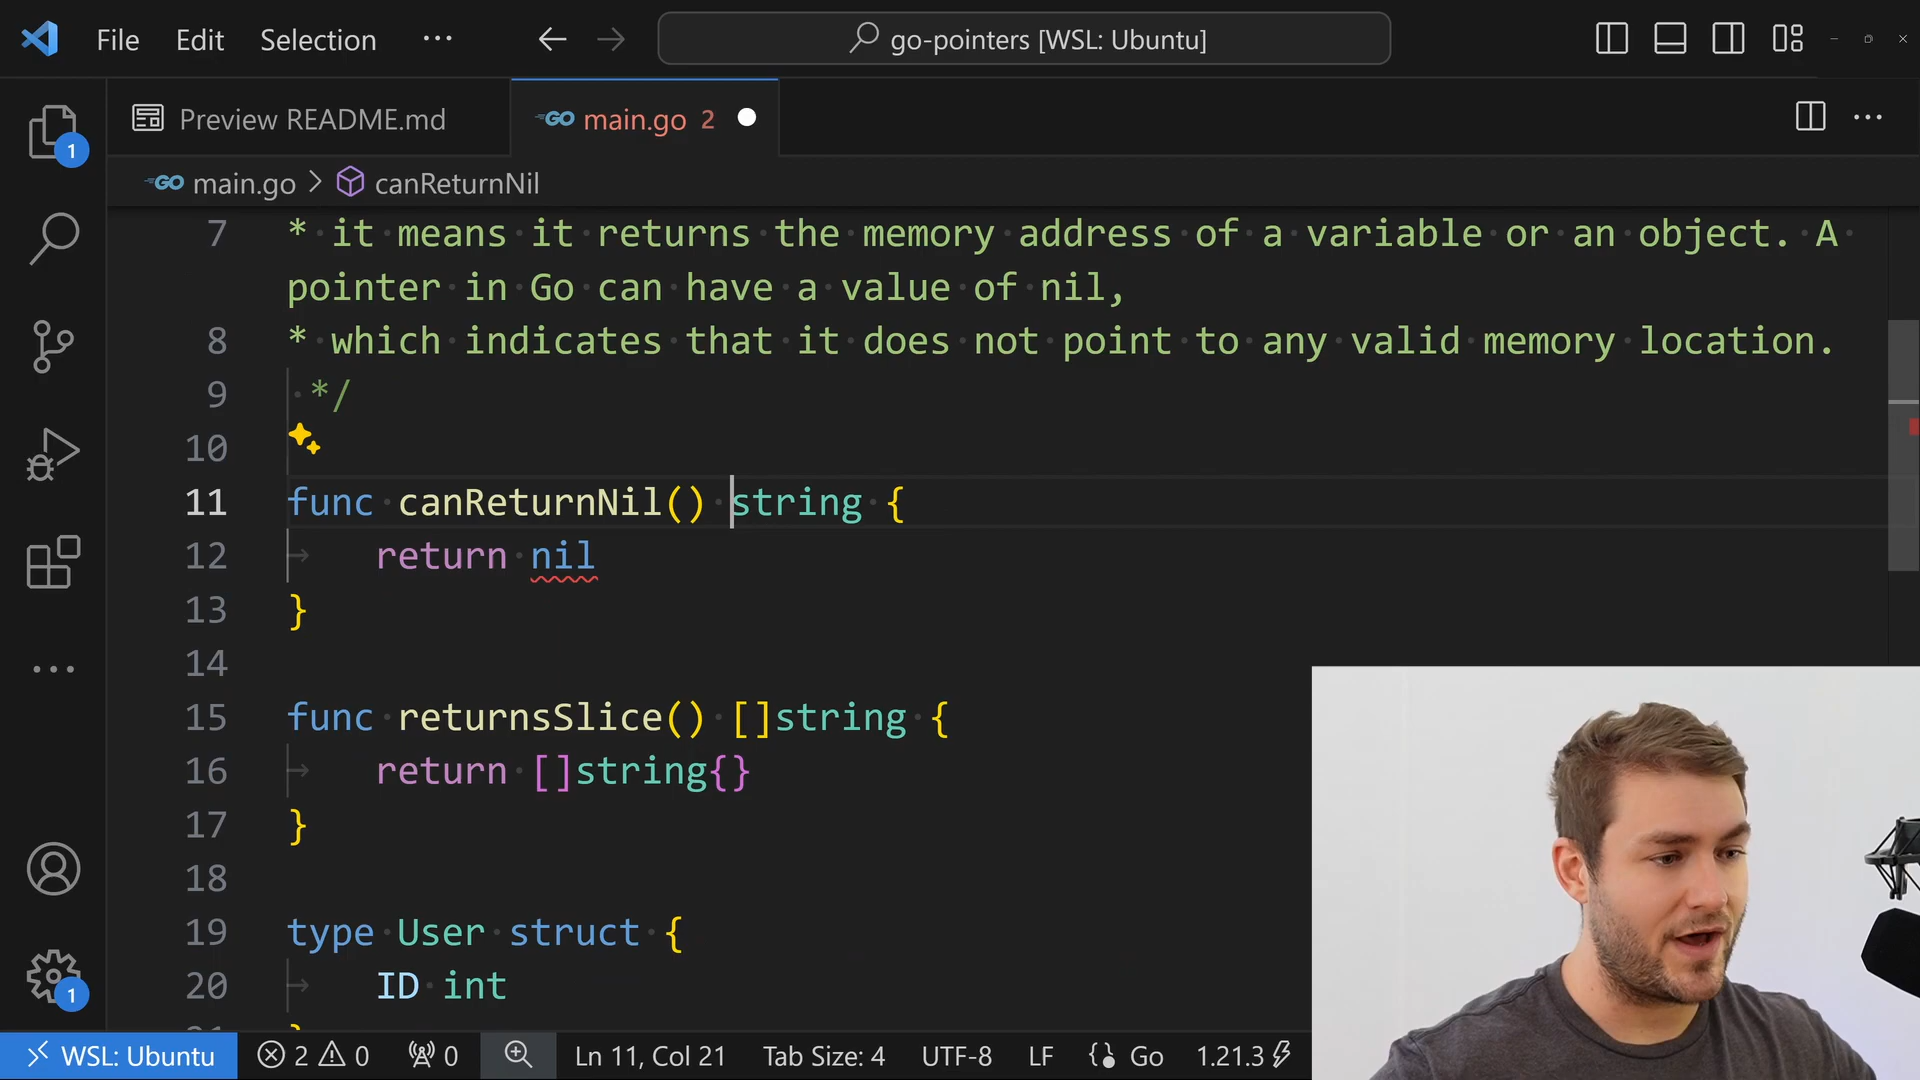 File Edit Selection ··· go-pointers [WSL: Ubuntu]
1
Preview README.md
GO main.go 2
GO main.go > canReturnNil
7 * it means it returns the memory address of a variable or an object. A
pointer in Go can have a value of nil,
8 * which indicates that it does not point to any valid memory location.
9 */
10
11 func canReturnNil() string {
12 return nil
13 }
14
15 func returnsSlice() []string {
16 return []string{}
17 }
18
19 type User struct {
20 ID int
1
WSL: Ubuntu 2 0 0 Ln 11, Col 21 Tab Size: 4 UTF-8 LF Go 1.21.3